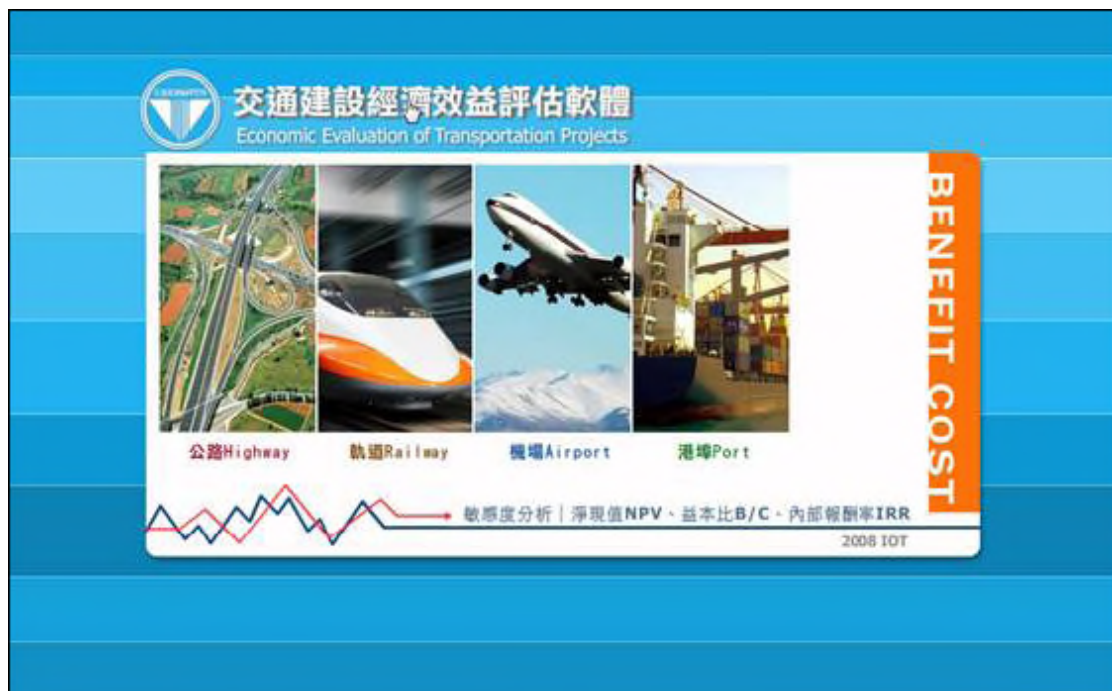 交通建設經濟效益評估軟體
Economic Evaluation of Transportation Projects
BENEFIT COST
公路Highway
軌道Railway
機場Airport
港埠Port
敏感度分析｜淨現值NPV、益本比B/C、內部報酬率IRR
2008 IOT